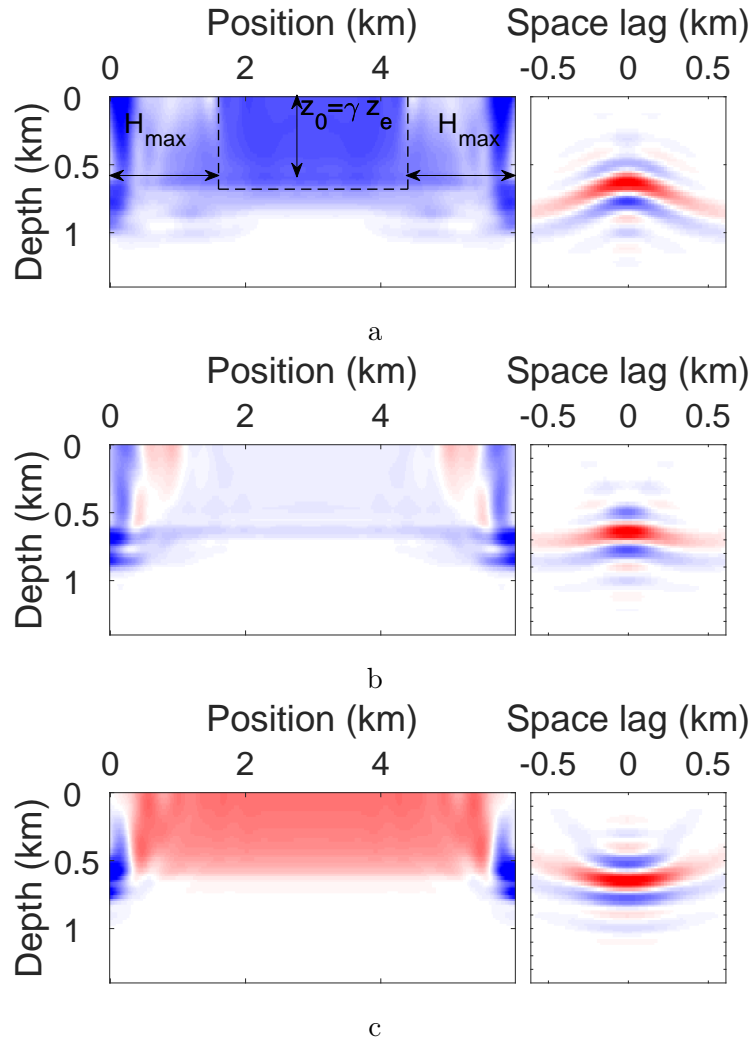 Position (km) Space lag (km)
0 2 4 -0.5 0 0.5
0
0.5
1
Depth (km)
H_max z_0=γ z_e H_max
a
Position (km) Space lag (km)
0 2 4 -0.5 0 0.5
0
0.5
1
Depth (km)
b
Position (km) Space lag (km)
0 2 4 -0.5 0 0.5
0
0.5
1
Depth (km)
c